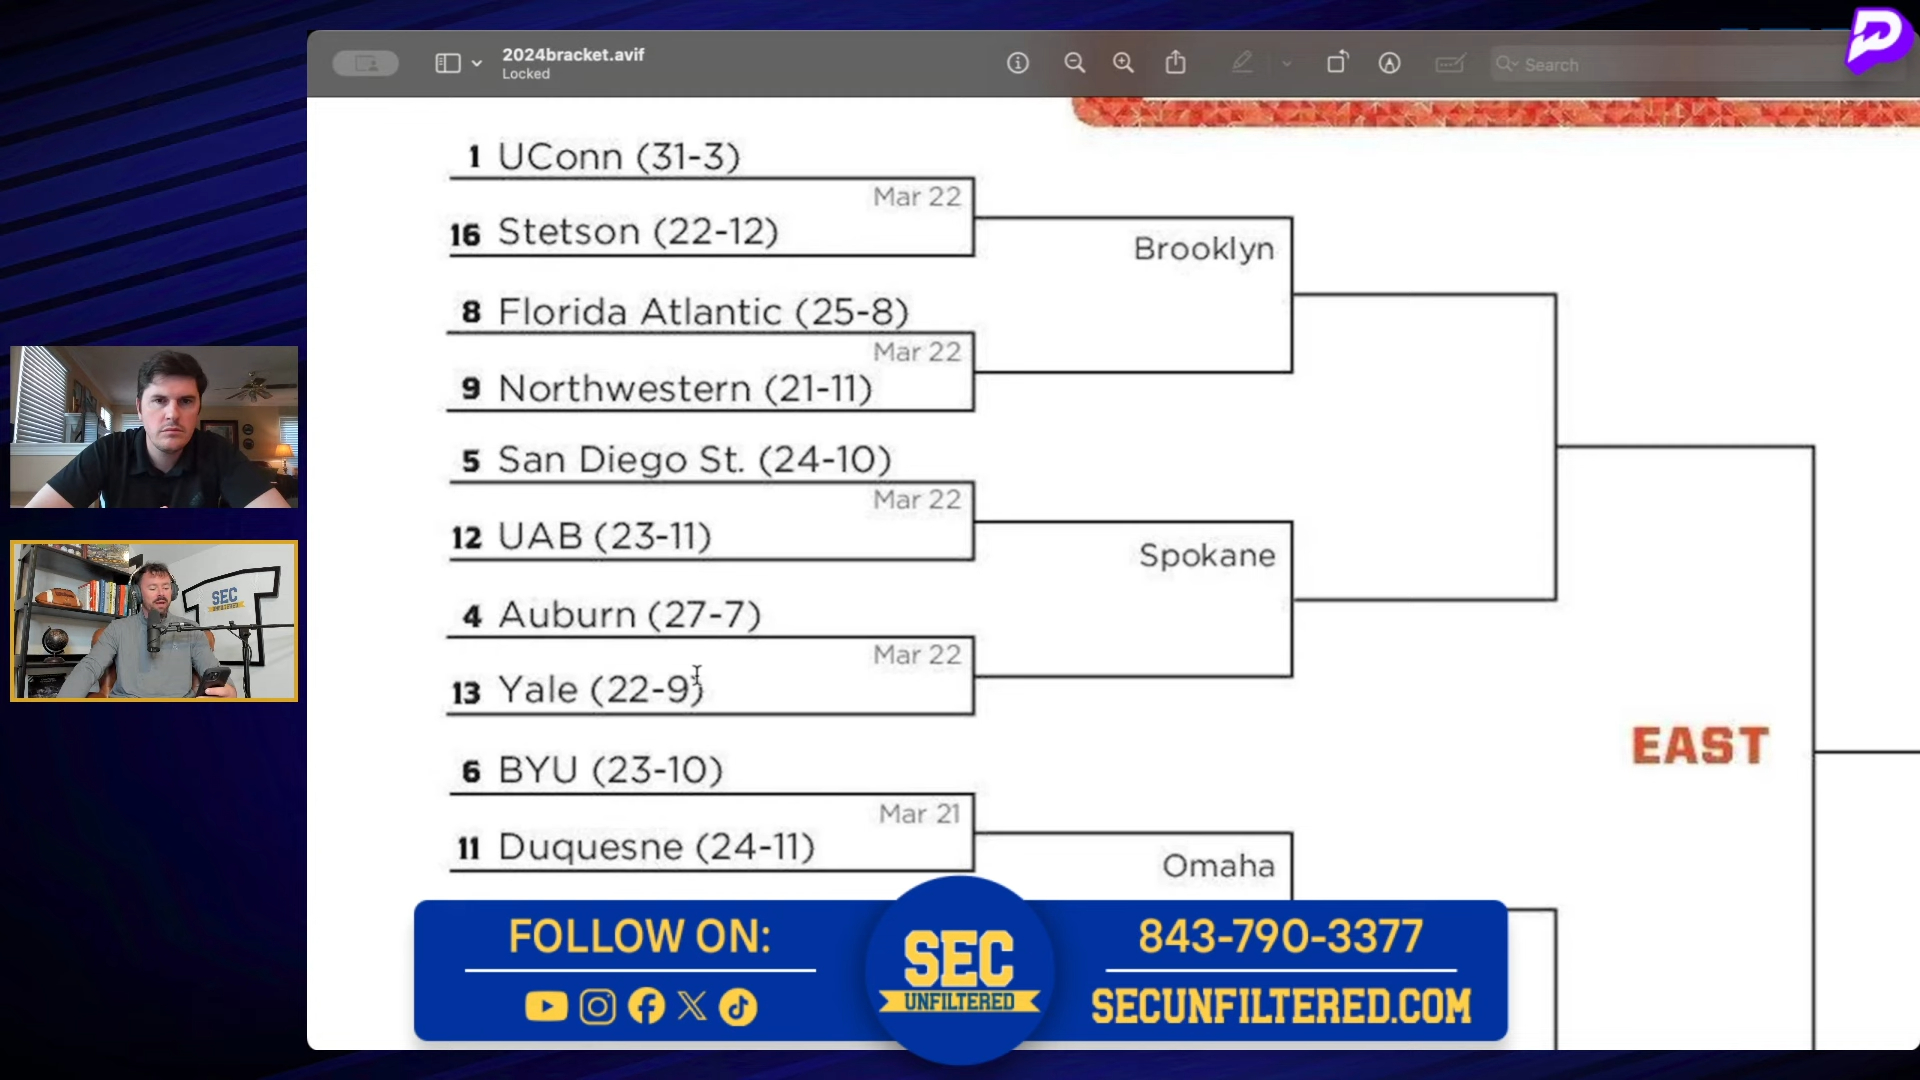 2024bracket.avif
Locked
Search
1 UConn (31-3)
Mar 22
16 Stetson (22-12)
Brooklyn
8 Florida Atlantic (25-8)
Mar 22
9 Northwestern (21-11)
5 San Diego St. (24-10)
Mar 22
12 UAB (23-11)
Spokane
4 Auburn (27-7)
Mar 22
13 Yale (22-9)
EAST
6 BYU (23-10)
Mar 21
11 Duquesne (24-11)
Omaha
SEC
UNFILTERED
FOLLOW ON:
SEC
UNFILTERED
843-790-3377
SECUNFILTERED.COM